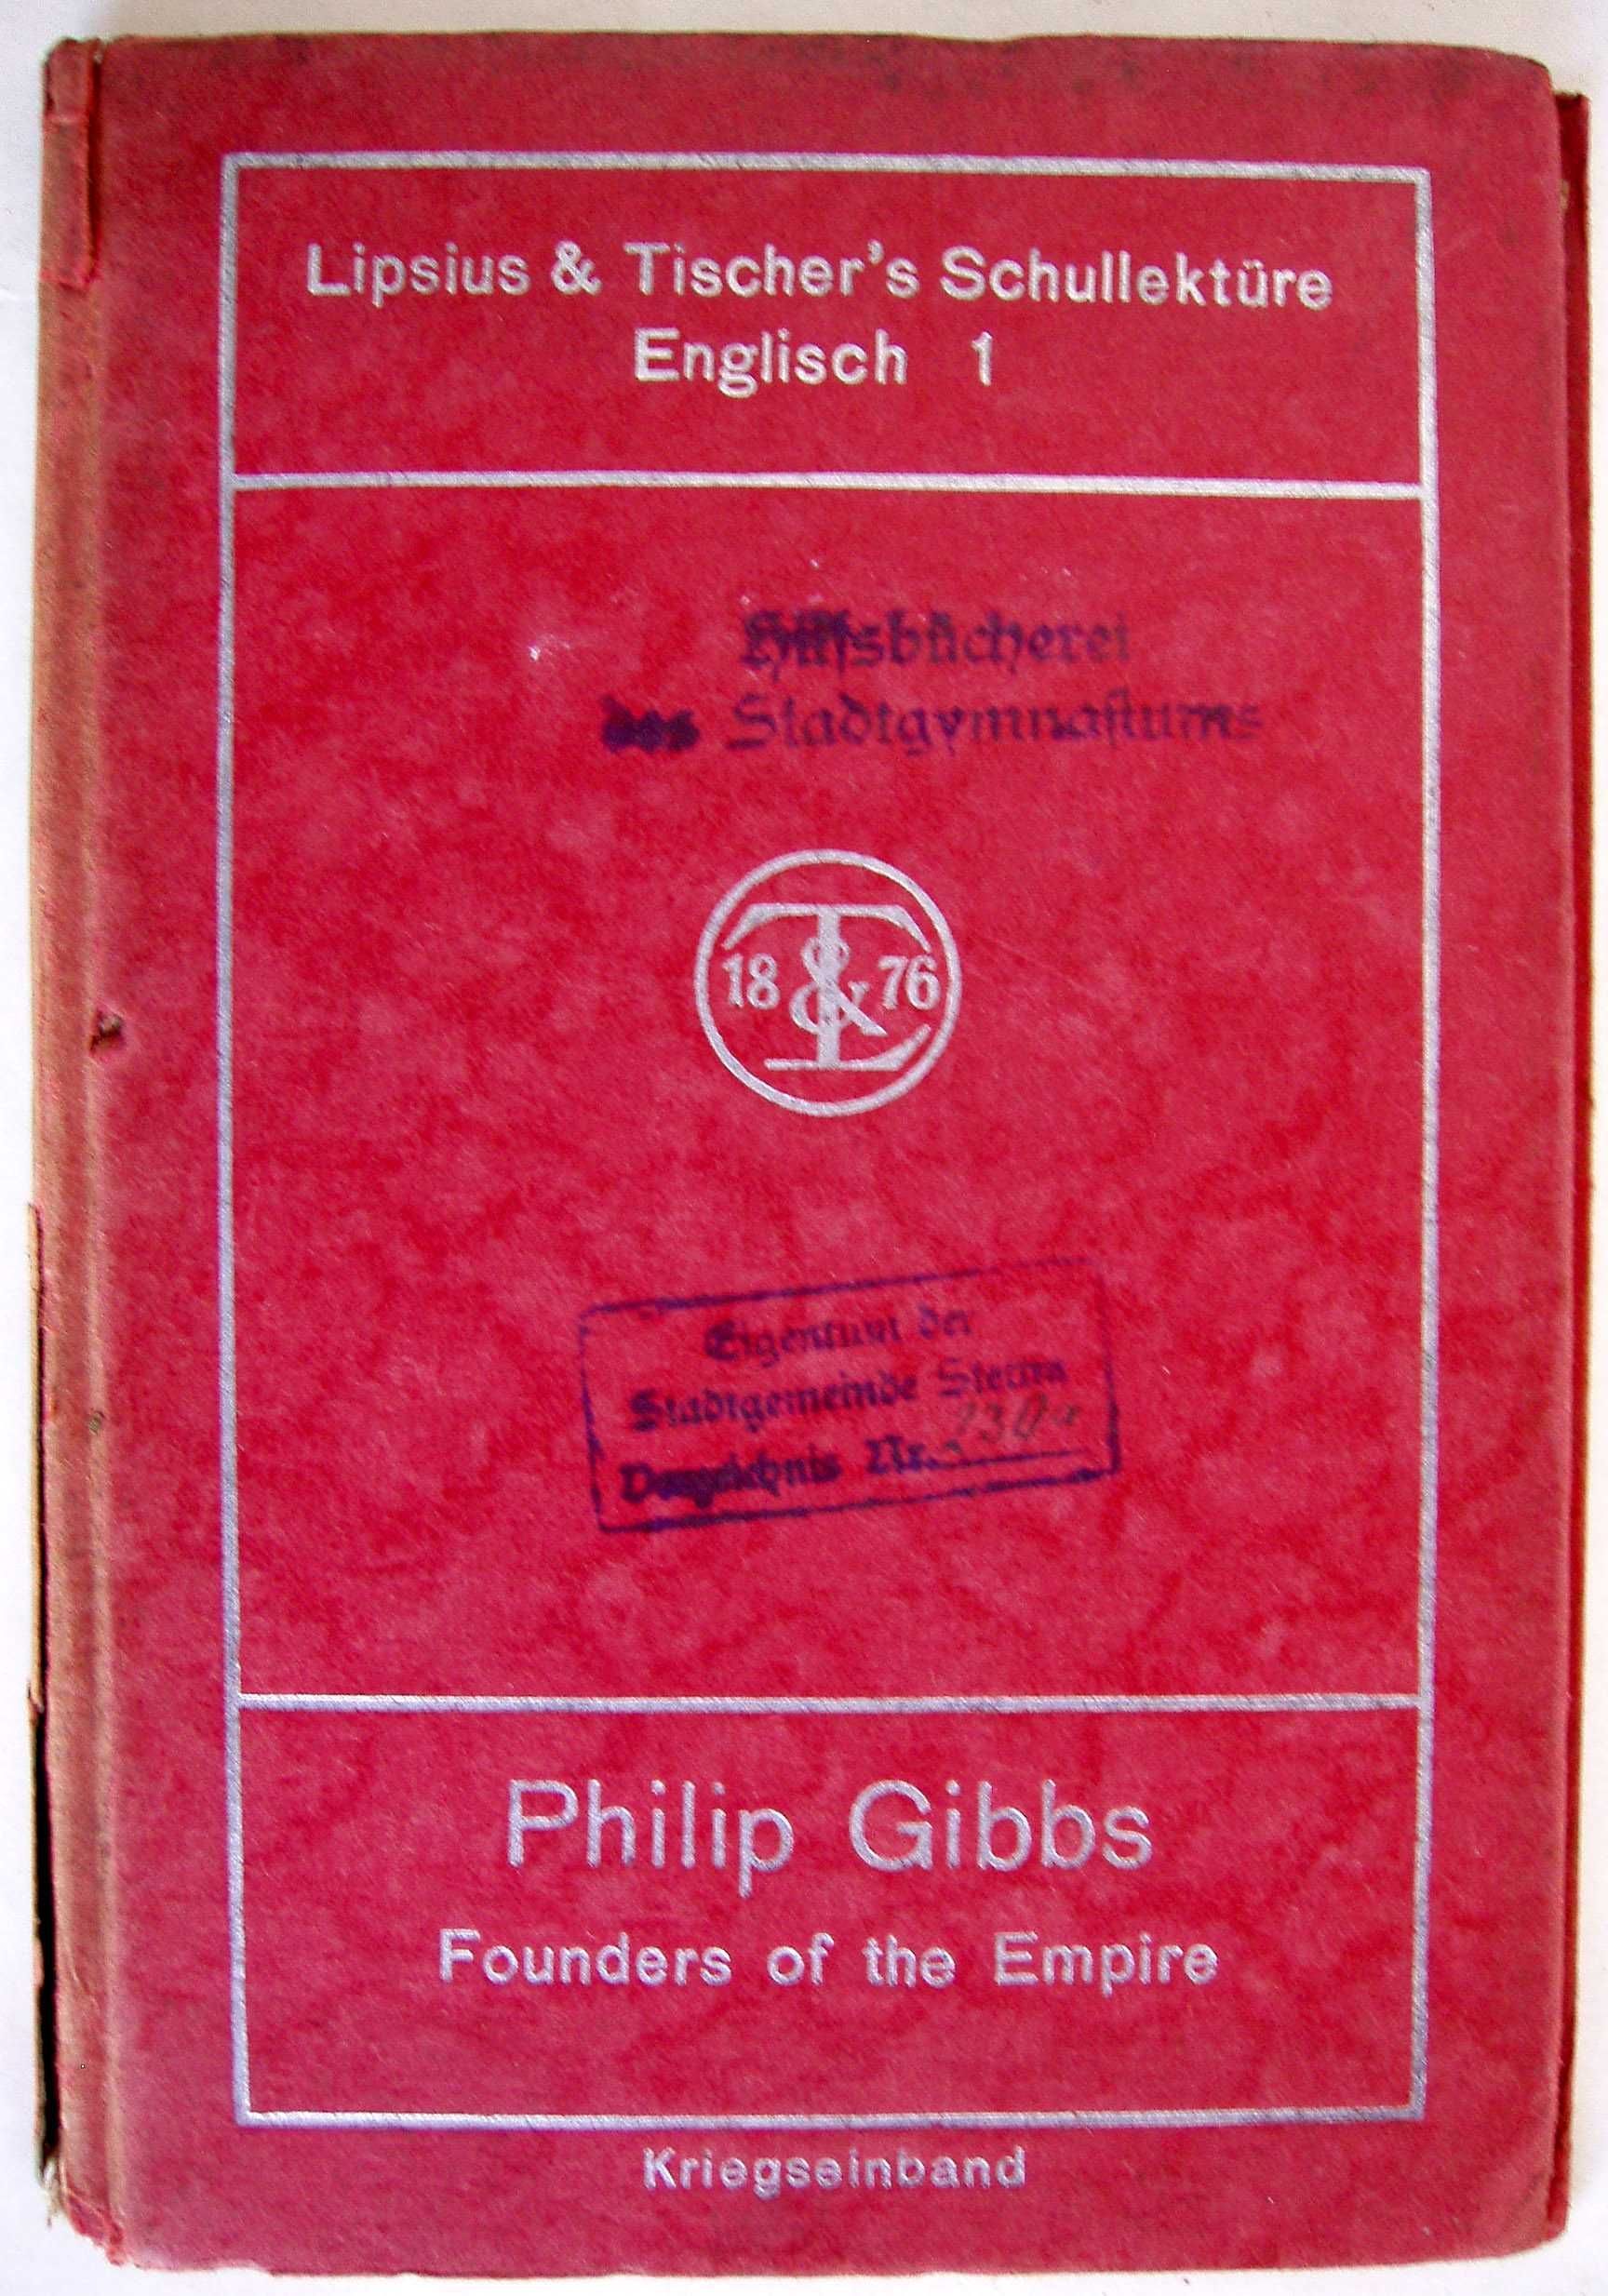 Lipsius & Tischer's Schullektüre
Englisch 1
Hilfsbücherei
des Stadtgymnasiums
18 & 76
Eigentum der
Stadtgemeinde Stettin
Verzeichnis Nr.
Philip Gibbs
Founders of the Empire
Kriegseinband